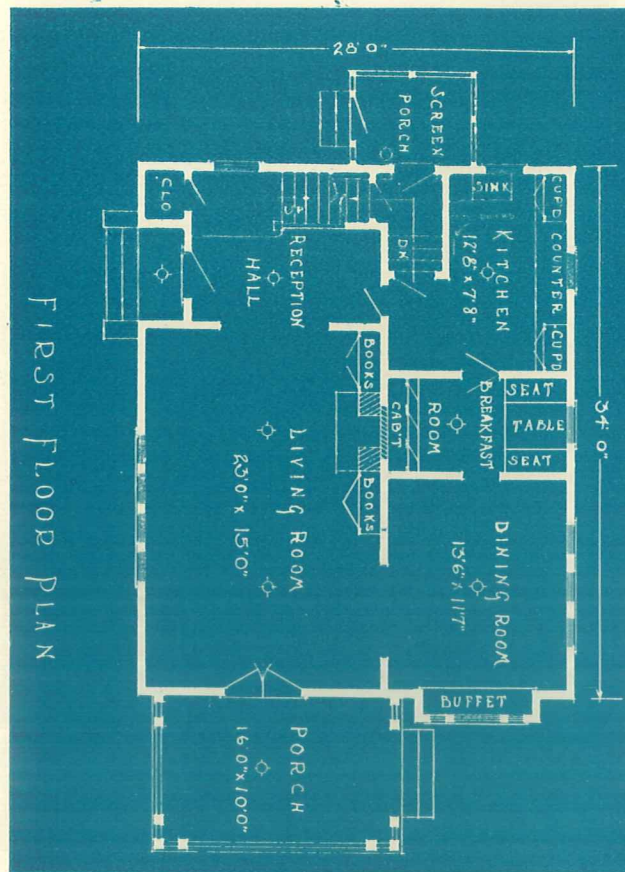 28'0"
SCREEN
PORCH
CLO
UP
DN
SINK
CUPD
COUNTER
CUPD
KITCHEN
12'8" x 7'8"
RECEPTION
HALL
BOOKS
BOOKS
CAB'T
BREAKFAST
ROOM
SEAT
TABLE
SEAT
34'0"
LIVING ROOM
23'0" x 15'0"
DINING ROOM
13'6" x 11'7"
BUFFET
PORCH
16'0" x 10'0"
FIRST FLOOR PLAN